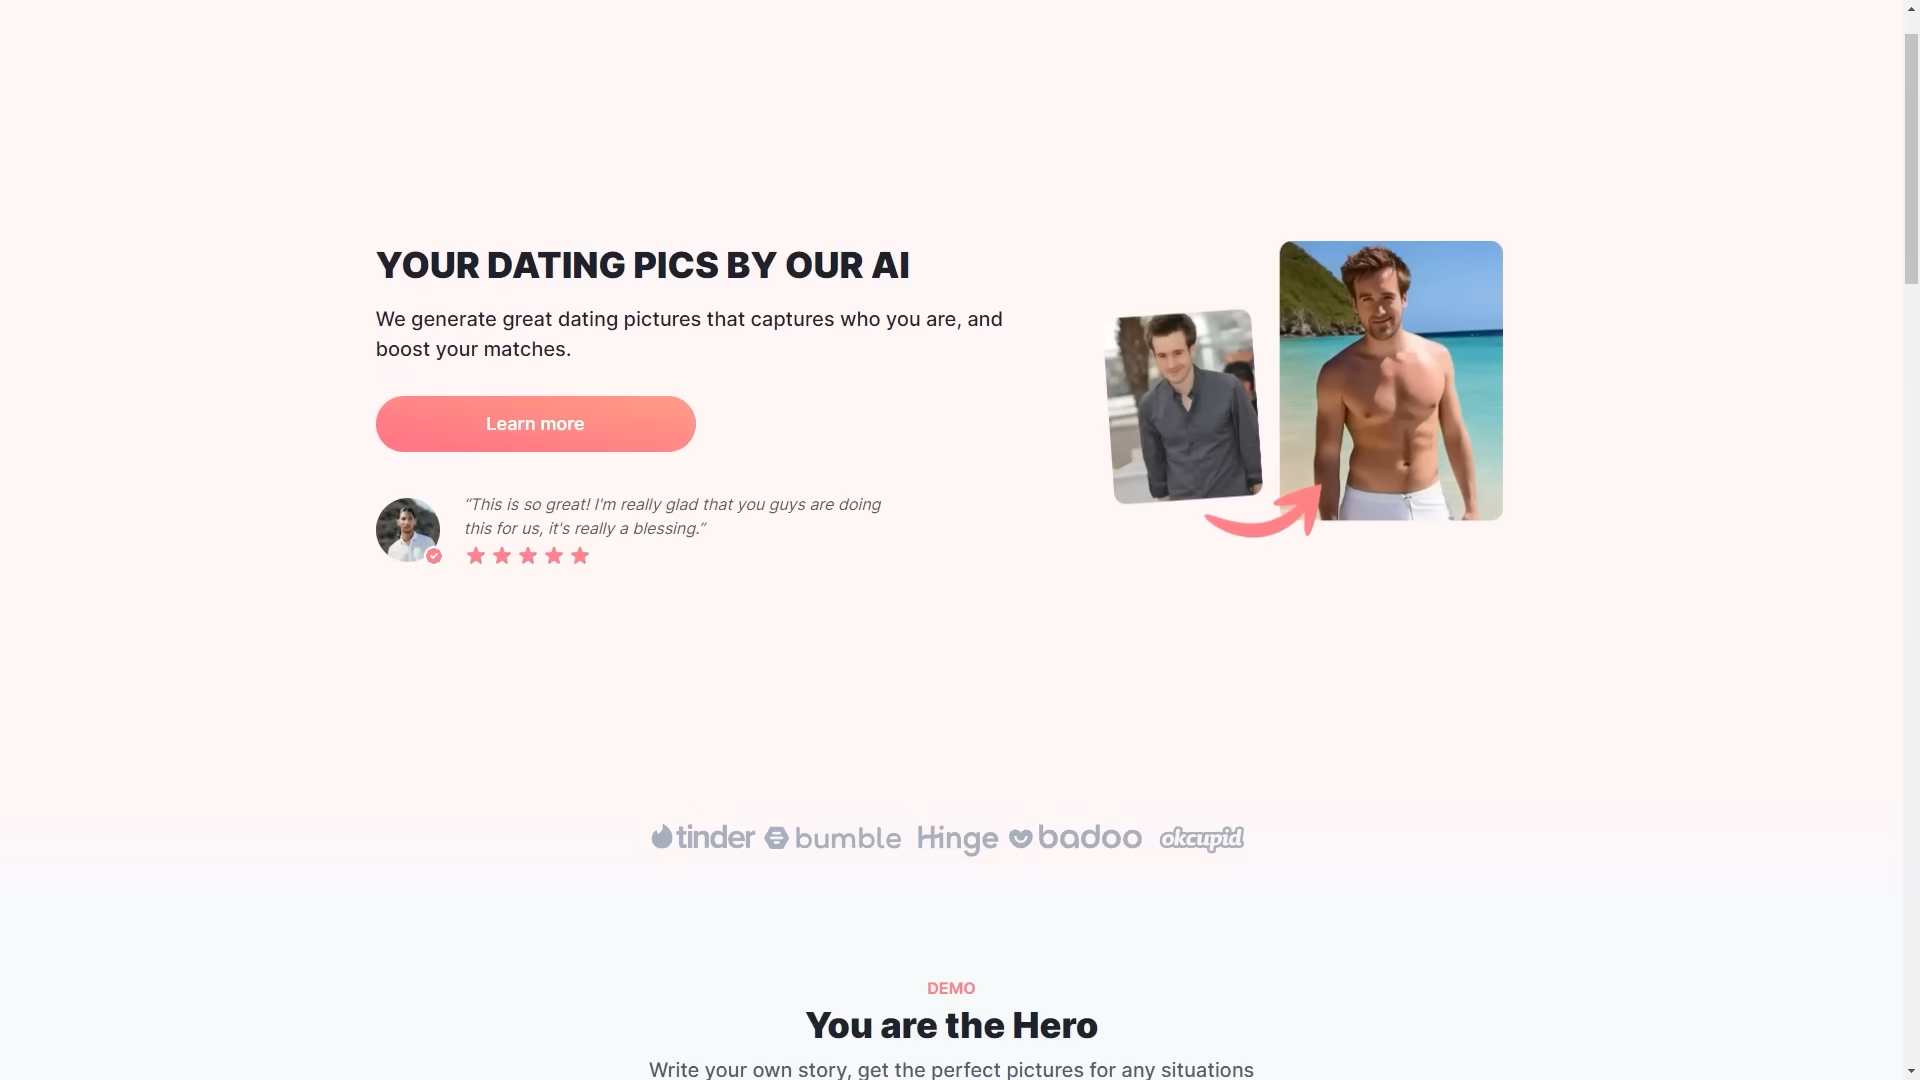 YOUR DATING PICS BY OUR AI
We generate great dating pictures that captures who you are, and
boost your matches.
Learn more
“This is so great! I'm really glad that you guys are doing
this for us, it's really a blessing.”
tinder bumble Hinge badoo okcupid
DEMO
You are the Hero
Write your own story, get the perfect pictures for any situations